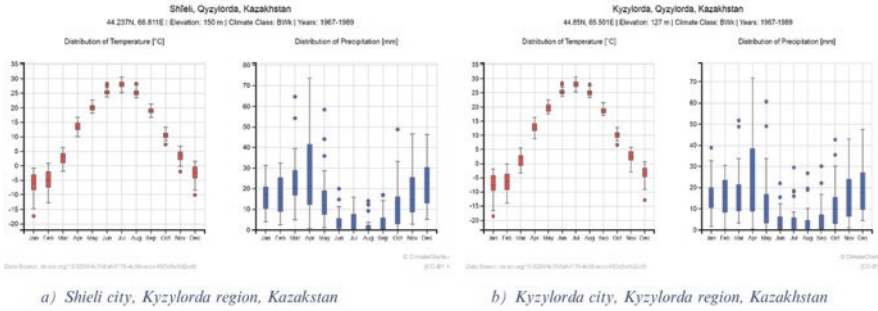 Shīeli, Qyzylorda, Kazakhstan
44.237N, 66.811E | Elevation: 150 m | Climate Class: BWk | Years: 1967-1989
Distribution of Temperature [°C]
Distribution of Precipitation [mm]
35
30
25
20
15
10
5
0
-5
-10
-15
-20
Jan Feb Mar Apr May Jun Jul Aug Sep Oct Nov Dec
80
70
60
50
40
30
20
10
0
Jan Feb Mar Apr May Jun Jul Aug Sep Oct Nov Dec
Kyzylorda, Qyzylorda, Kazakhstan
44.85N, 65.501E | Elevation: 127 m | Climate Class: BWk | Years: 1967-1989
Distribution of Temperature [°C]
Distribution of Precipitation [mm]
35
30
25
20
15
10
5
0
-5
-10
-15
-20
Jan Feb Mar Apr May Jun Jul Aug Sep Oct Nov Dec
70
60
50
40
30
20
10
0
Jan Feb Mar Apr May Jun Jul Aug Sep Oct Nov Dec
Data Source:
a) Shieli city, Kyzylorda region, Kazakstan
b) Kyzylorda city, Kyzylorda region, Kazakhstan